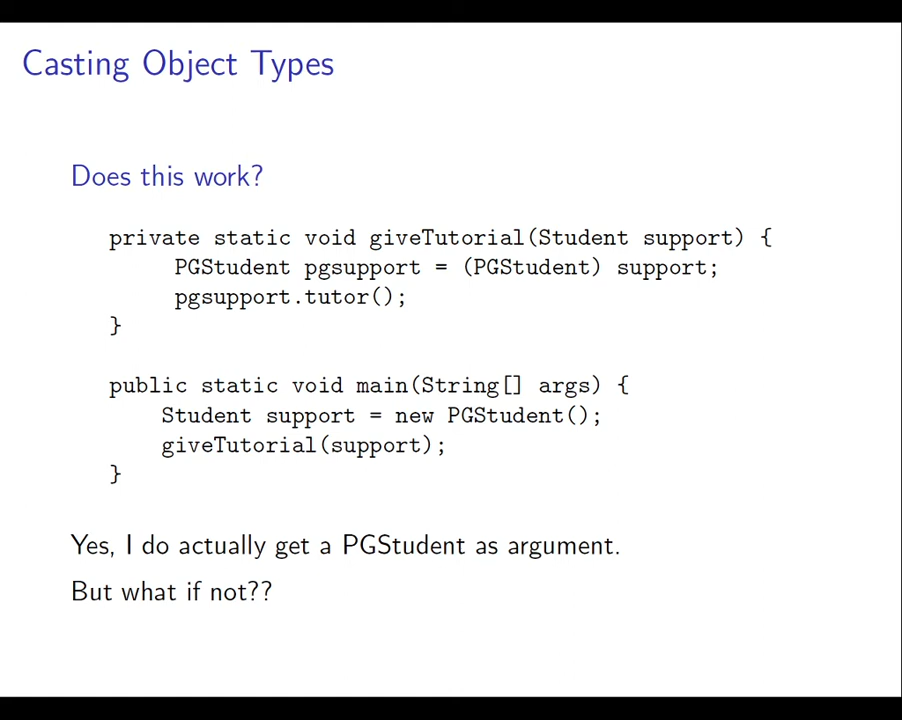 Casting Object Types
Does this work?
private static void giveTutorial(Student support) {
PGStudent pgsupport = (PGStudent) support;
pgsupport.tutor();
}
public static void main(String[] args) {
Student support = new PGStudent();
giveTutorial(support);
}
Yes, I do actually get a PGStudent as argument.
But what if not??